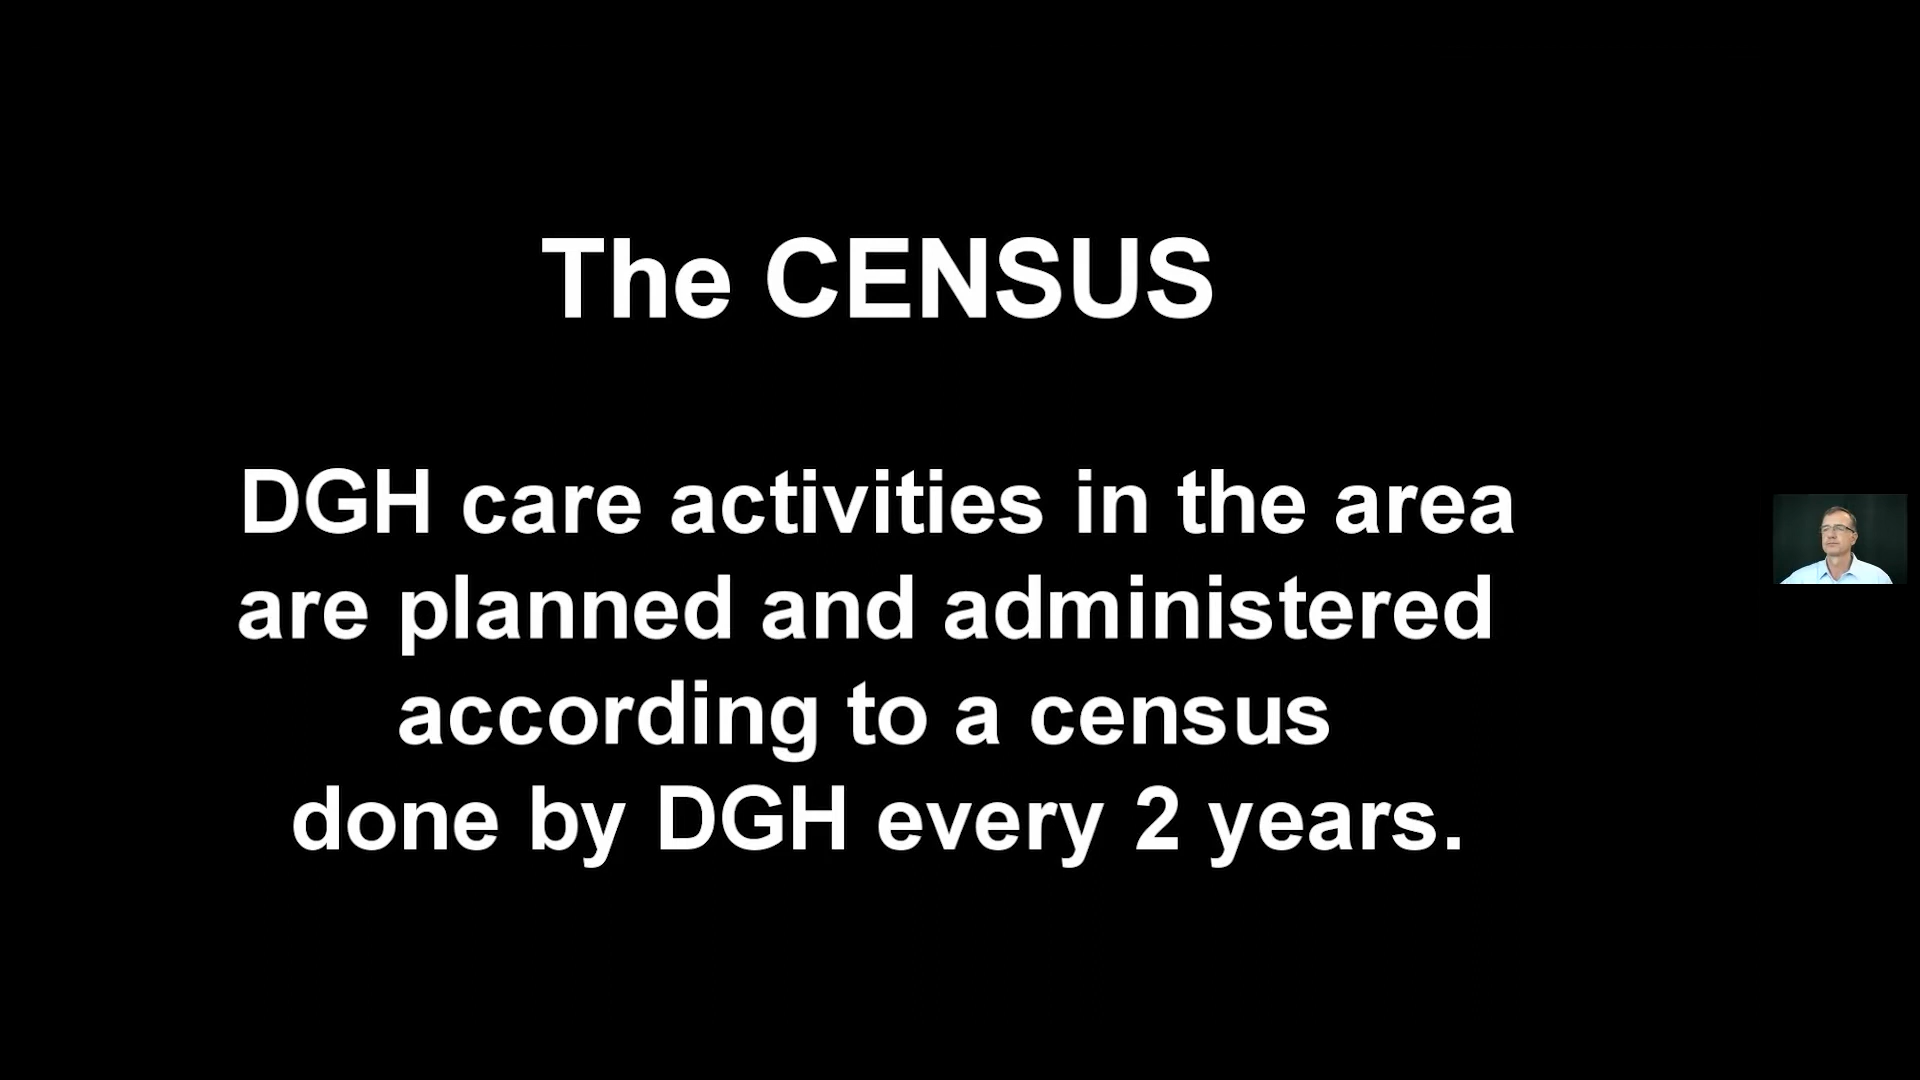 The CENSUS
DGH care activities in the area
are planned and administered
according to a census
done by DGH every 2 years.